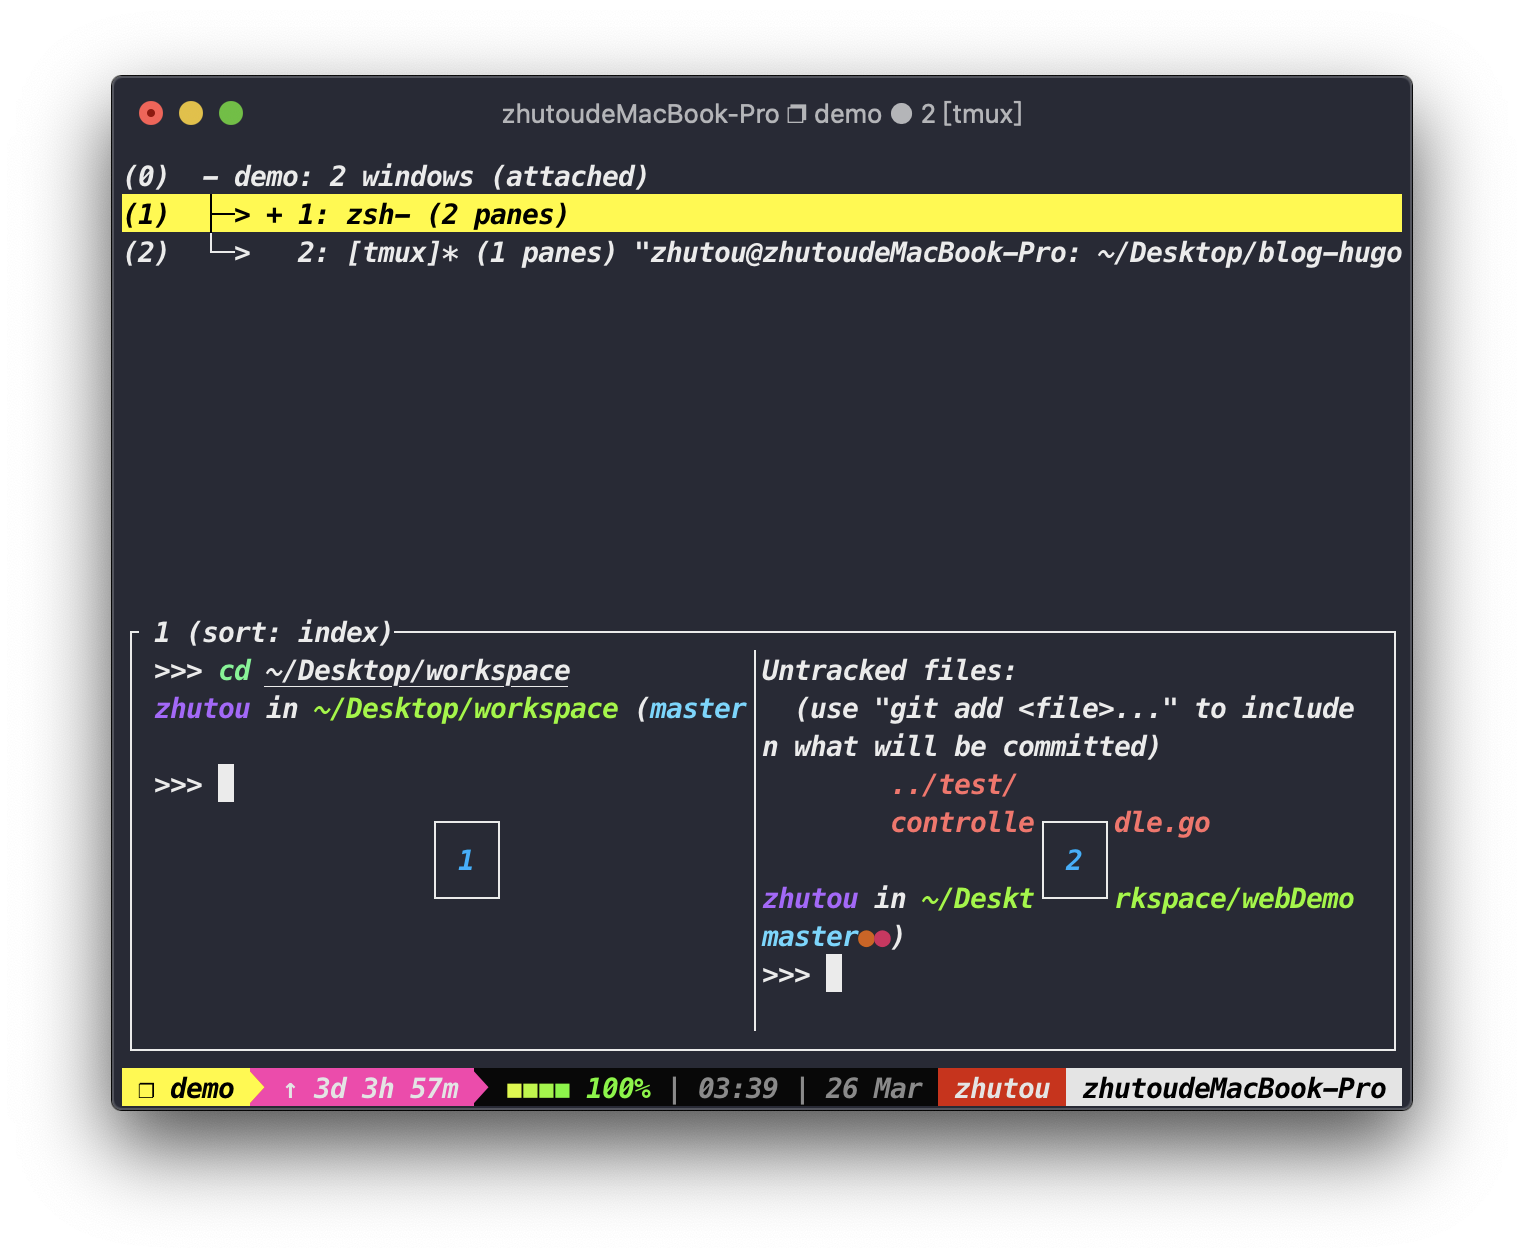 zhutoudeMacBook-Pro ❐ demo ● 2 [tmux]
(0)  - demo: 2 windows (attached)
(1)  ├─> + 1: zsh- (2 panes)
(2)  └─>   2: [tmux]* (1 panes) "zhutou@zhutoudeMacBook-Pro: ~/Desktop/blog-hugo
1 (sort: index)
>>> cd ~/Desktop/workspace
zhutou in ~/Desktop/workspace (master
>>>
1
Untracked files:
(use "git add <file>..." to include
n what will be committed)
../test/
controlle dle.go
2
zhutou in ~/Deskt rkspace/webDemo
master●●)
>>>
❐ demo ↑ 3d 3h 57m ■■■■ 100% | 03:39 | 26 Mar zhutou zhutoudeMacBook-Pro